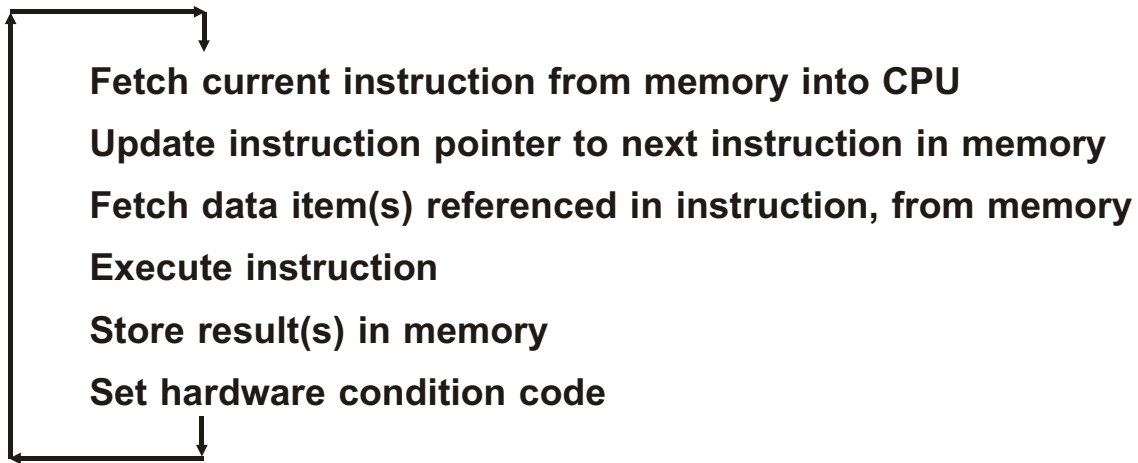 Fetch current instruction from memory into CPU
Update instruction pointer to next instruction in memory
Fetch data item(s) referenced in instruction, from memory
Execute instruction
Store result(s) in memory
Set hardware condition code